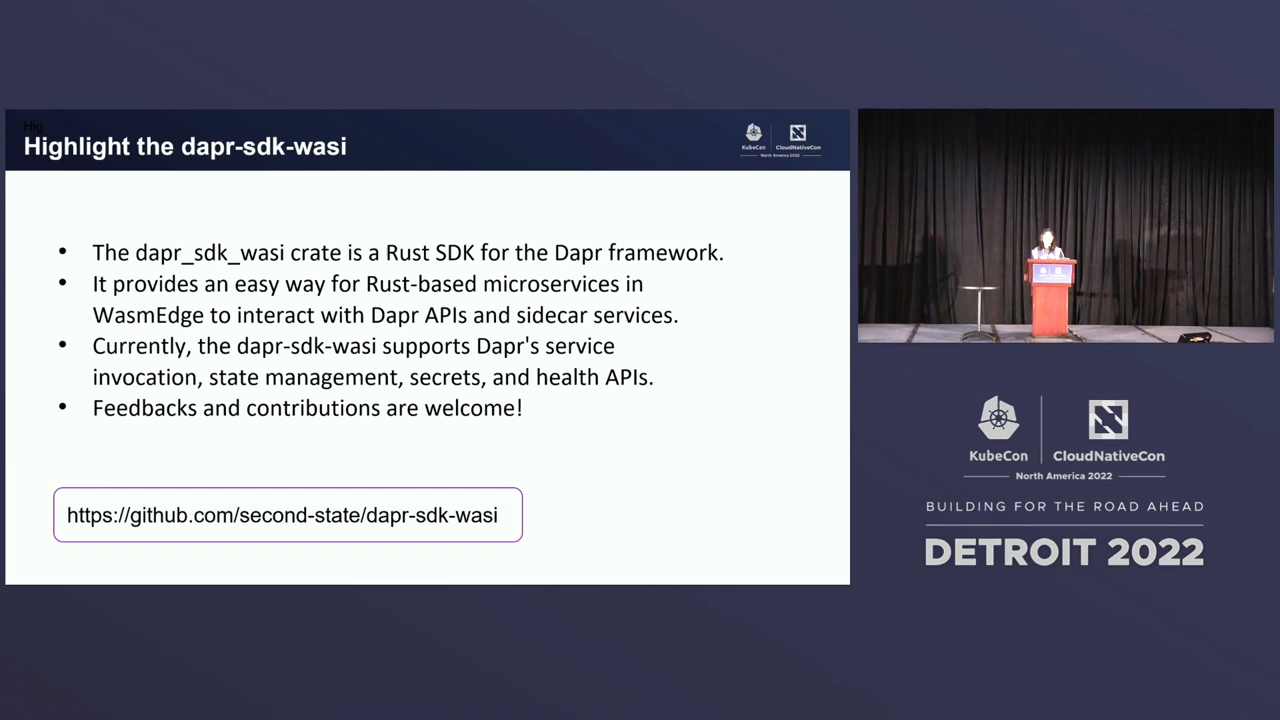 Hig
Highlight the dapr-sdk-wasi
KubeCon
CloudNativeCon
North America 2022
• The dapr_sdk_wasi crate is a Rust SDK for the Dapr framework.
• It provides an easy way for Rust-based microservices in
WasmEdge to interact with Dapr APIs and sidecar services.
• Currently, the dapr-sdk-wasi supports Dapr's service
invocation, state management, secrets, and health APIs.
• Feedbacks and contributions are welcome!
https://github.com/second-state/dapr-sdk-wasi
KubeCon
CloudNativeCon
North America 2022
BUILDING FOR THE ROAD AHEAD
DETROIT 2022